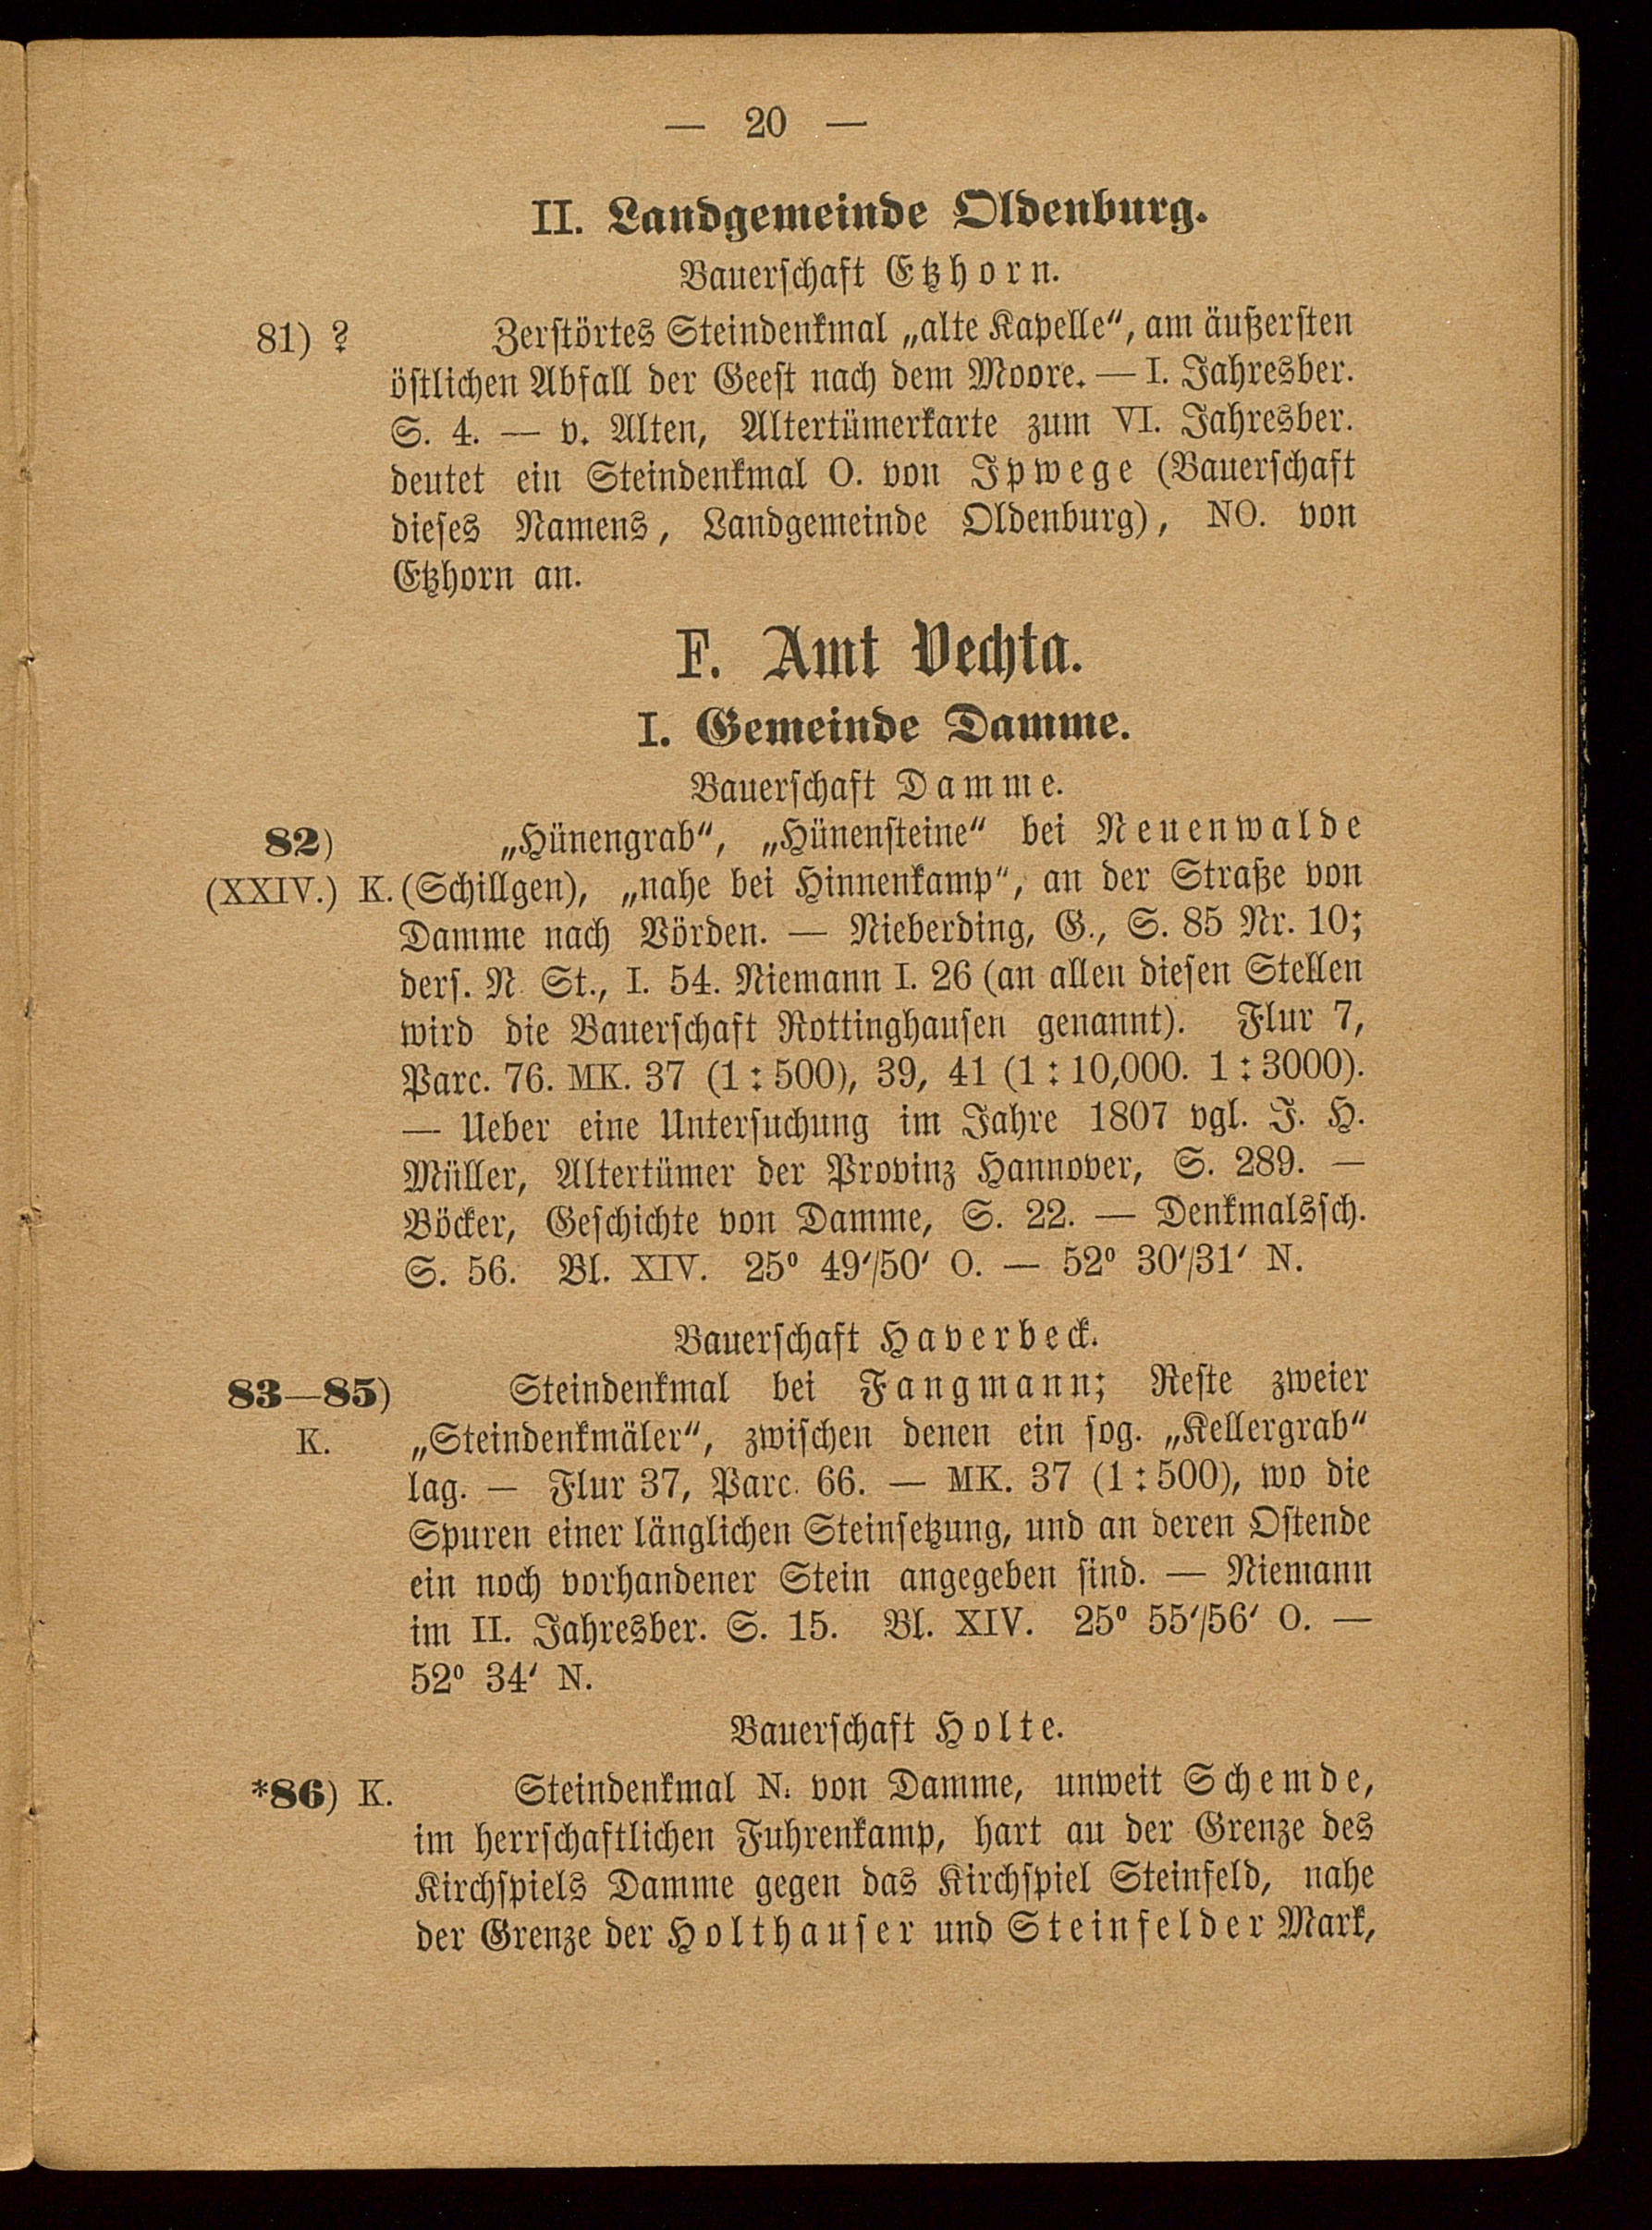 — 20 —
II. Landgemeinde Oldenburg.
Bauerschaft Etzhorn.
81) ? Zerstörtes Steindenkmal „alte Kapelle“, am äußersten
östlichen Abfall der Geest nach dem Moore. — I. Jahresber.
S. 4. — v. Alten, Altertümerkarte zum VI. Jahresber.
deutet ein Steindenkmal O. von Ipwege (Bauerschaft
dieses Namens, Landgemeinde Oldenburg), NO. von
Etzhorn an.
F. Amt Vechta.
I. Gemeinde Damme.
Bauerschaft Damme.
82) „Hünengrab“, „Hünensteine“ bei Neuenwalde
(XXIV.) K. (Schillgen), „nahe bei Hinnenkamp“, an der Straße von
Damme nach Vörden. — Nieberding, G., S. 85 Nr. 10;
ders. N. St., I. 54. Niemann I. 26 (an allen diesen Stellen
wird die Bauerschaft Rottinghausen genannt). Flur 7,
Parc. 76. MK. 37 (1 : 500), 39, 41 (1 : 10,000. 1 : 3000).
— Ueber eine Untersuchung im Jahre 1807 vgl. J. H.
Müller, Altertümer der Provinz Hannover, S. 289. —
Böcker, Geschichte von Damme, S. 22. — Denkmalssch.
S. 56. Bl. XIV. 25° 49′/50′ O. — 52° 30′/31′ N.
Bauerschaft Haverbeck.
83—85) Steindenkmal bei Fangmann; Reste zweier
K. „Steindenkmäler“, zwischen denen ein sog. „Kellergrab“
lag. — Flur 37, Parc. 66. — MK. 37 (1 : 500), wo die
Spuren einer länglichen Steinsetzung, und an deren Ostende
ein noch vorhandener Stein angegeben sind. — Niemann
im II. Jahresber. S. 15. Bl. XIV. 25° 55′/56′ O. —
52° 34′ N.
Bauerschaft Holte.
*86) K. Steindenkmal N. von Damme, unweit Schemde,
im herrschaftlichen Fuhrenkamp, hart an der Grenze des
Kirchspiels Damme gegen das Kirchspiel Steinfeld, nahe
der Grenze der Holthauser und Steinfelder Mark,